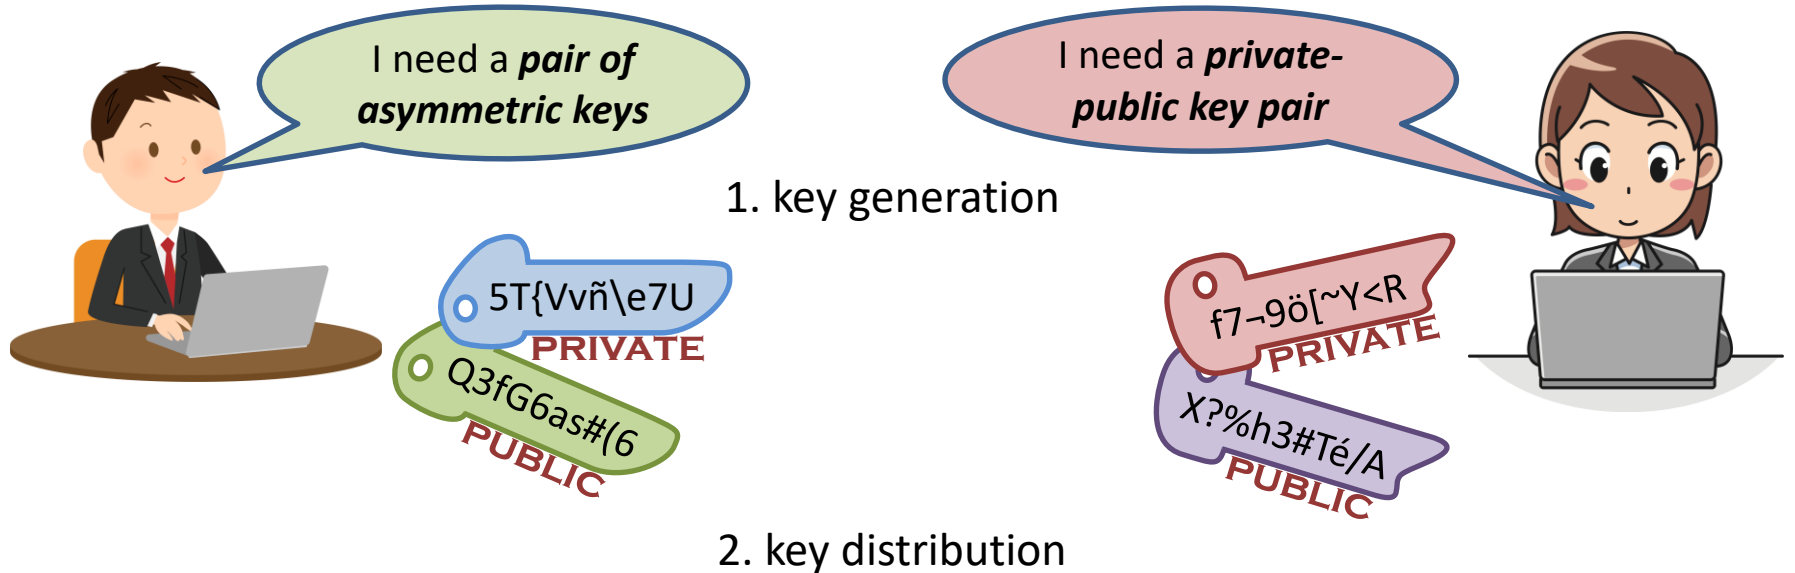 I need a pair of
asymmetric keys
I need a private-
public key pair
1. key generation
5T{Vvñ\e7U
PRIVATE
Q3fG6as#(6
PUBLIC
f7¬9ö[~Y<R
PRIVATE
X?%h3#Té/A
PUBLIC
2. key distribution